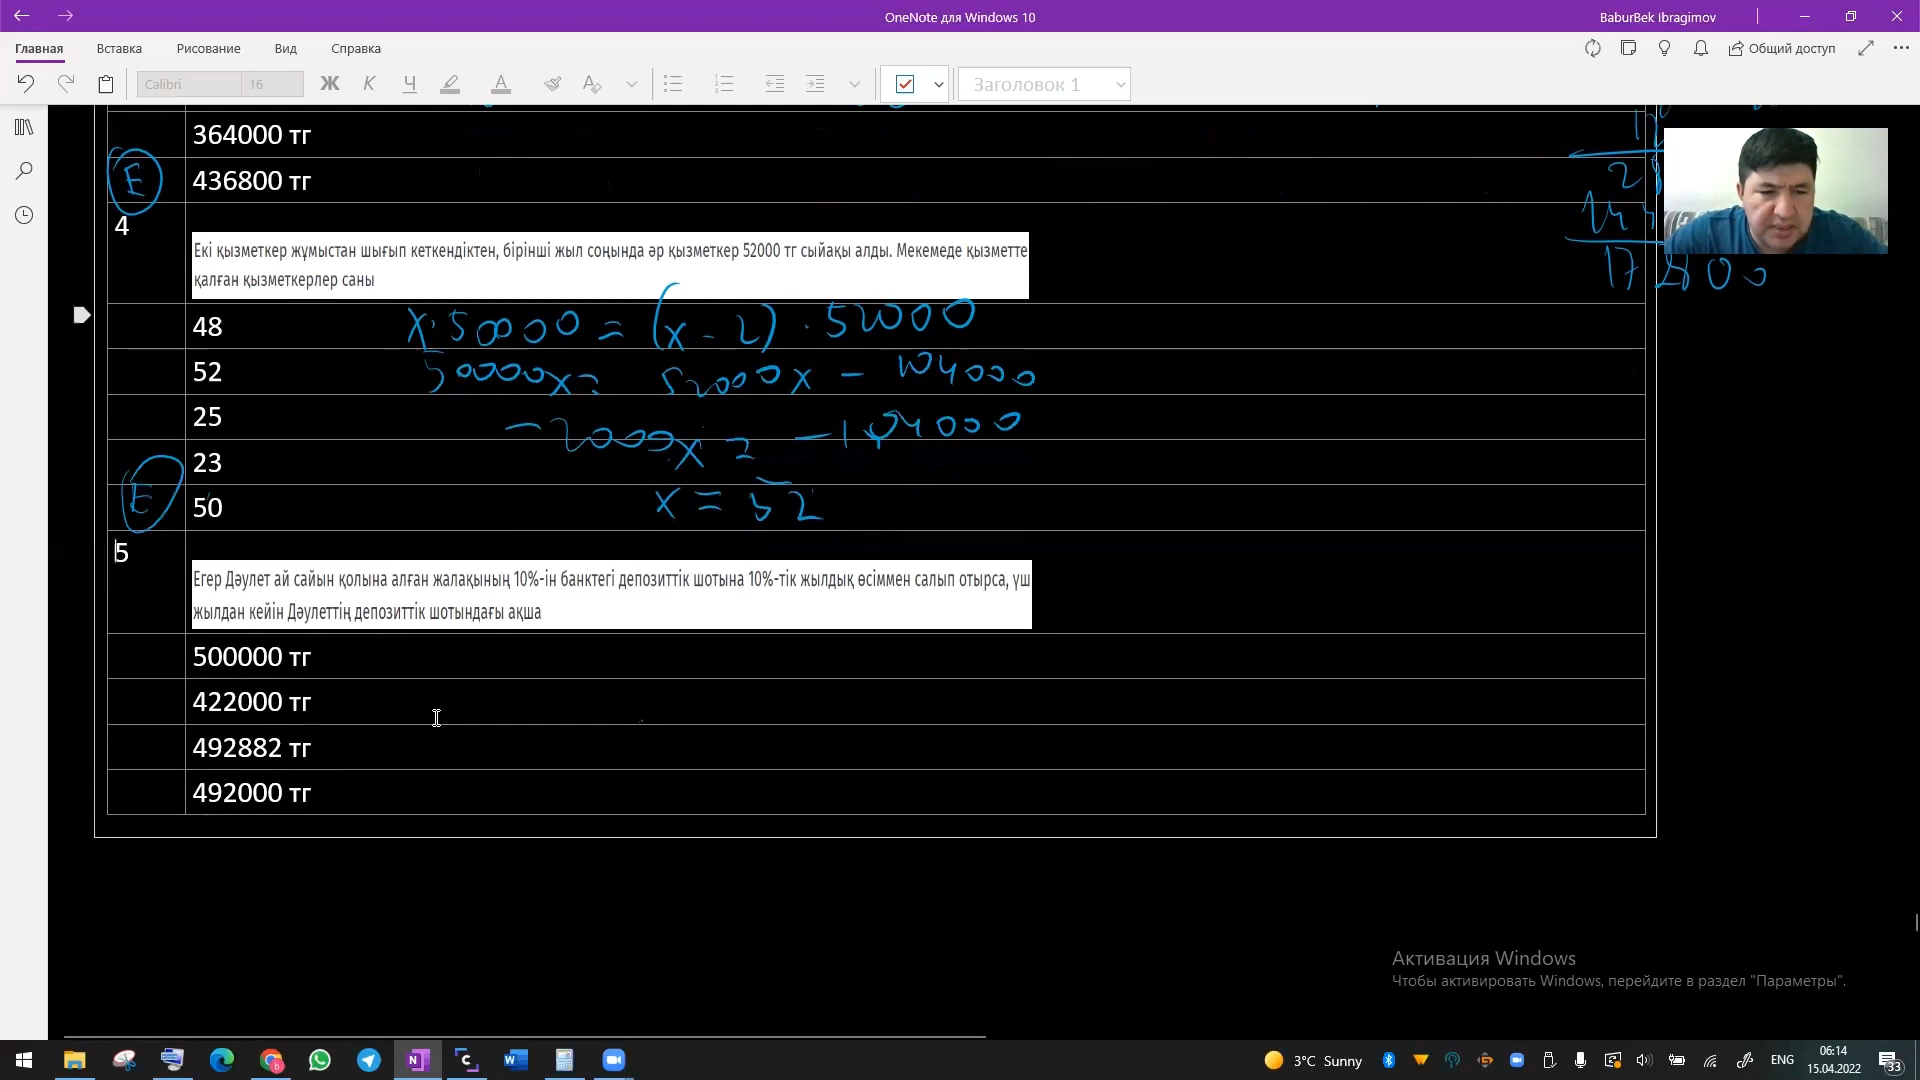 OneNote для Windows 10
BaburBek Ibragimov
Главная Вставка Рисование Вид Справка
Общий доступ
Calibri 16 Ж К Ч А Заголовок 1
364000 тг
E 436800 тг
4
Екі қызметкер жұмыстан шығып кеткендіктен, бірінші жыл соңында әр қызметкер 52000 тг сыйақы алды. Мекемеде қызметте
қалған қызметкерлер саны
17 2800
48 x·50000 = (x - 2) · 52000
52 50000x = 52000x - 104000
25 -2000x = -104000
23
E 50 x = 52
5
Егер Дәулет ай сайын қолына алған жалақының 10%-ін банктегі депозиттік шотына 10%-тік жылдық өсіммен салып отырса, үш
жылдан кейін Дәулеттің депозиттік шотындағы ақша
500000 тг
422000 тг
492882 тг
492000 тг
Активация Windows
Чтобы активировать Windows, перейдите в раздел "Параметры".
3°C Sunny ENG
06:14
15.04.2022
33